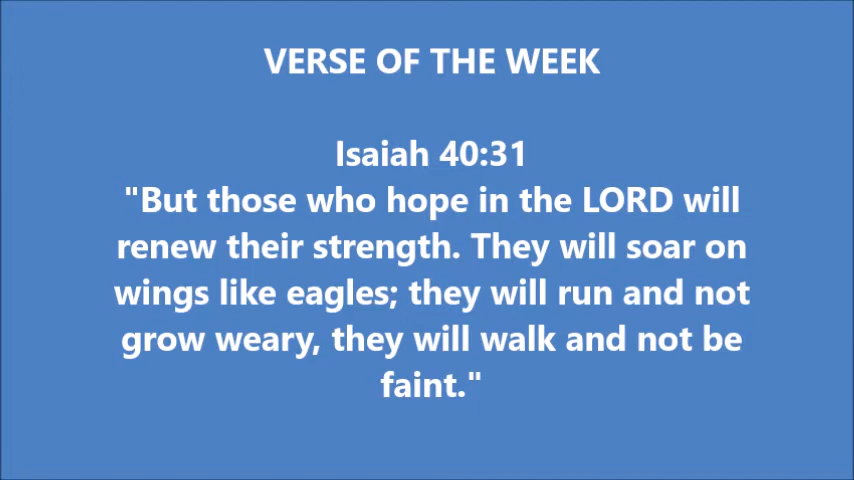 VERSE OF THE WEEK
Isaiah 40:31
"But those who hope in the LORD will
renew their strength. They will soar on
wings like eagles; they will run and not
grow weary, they will walk and not be
faint."